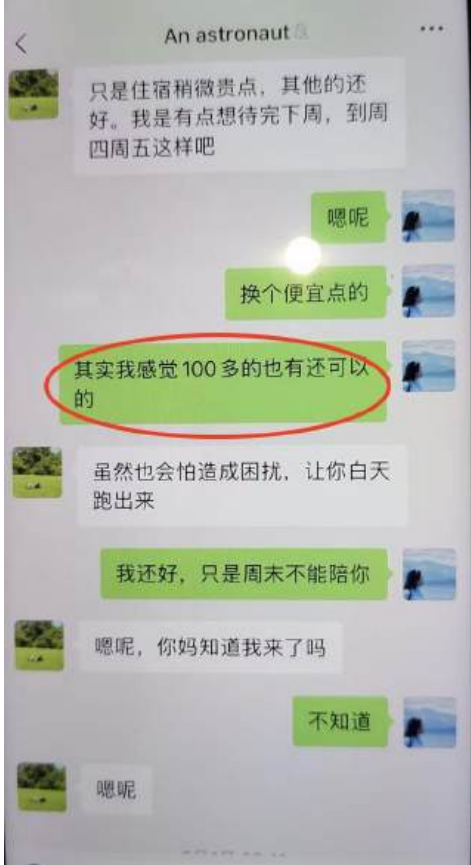 An astronaut
只是住宿稍微贵点，其他的还
好。我是有点想待完下周，到周
四周五这样吧
嗯呢
换个便宜点的
其实我感觉100多的也有还可以
的
虽然也会怕造成困扰，让你白天
跑出来
我还好，只是周末不能陪你
嗯呢，你妈知道我来了吗
不知道
嗯呢